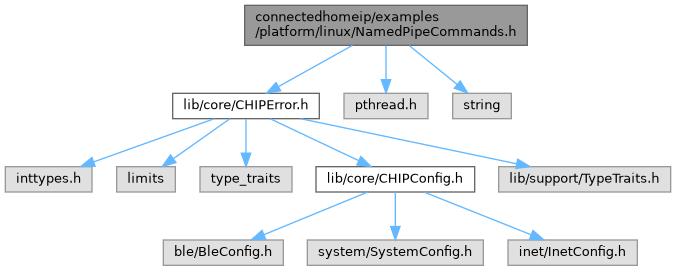 connectedhomeip/examples
/platform/linux/NamedPipeCommands.h
lib/core/CHIPError.h
pthread.h
string
inttypes.h
limits
type_traits
lib/core/CHIPConfig.h
lib/support/TypeTraits.h
ble/BleConfig.h
system/SystemConfig.h
inet/InetConfig.h